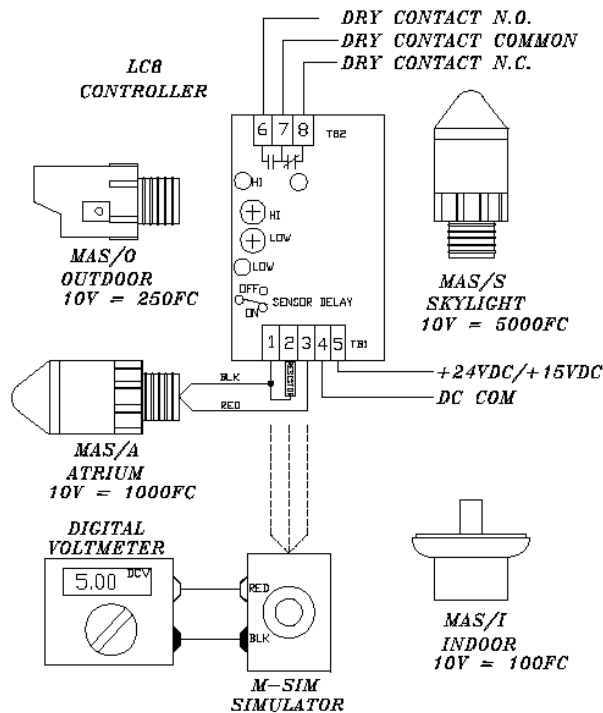 DRY CONTACT N.O.
DRY CONTACT COMMON
DRY CONTACT N.C.
LC8
CONTROLLER
6 7 8
TB2
HI
HI
LOW
LOW
OFF
ON
SENSOR DELAY
1 2 3 4 5
TB1
RESISTOR
MAS/O
OUTDOOR
10V = 250FC
MAS/S
SKYLIGHT
10V = 5000FC
BLK
RED
+24VDC/+15VDC
DC COM
MAS/A
ATRIUM
10V = 1000FC
DIGITAL
VOLTMETER
5.00 DCV
RED
BLK
M-SIM
SIMULATOR
MAS/I
INDOOR
10V = 100FC